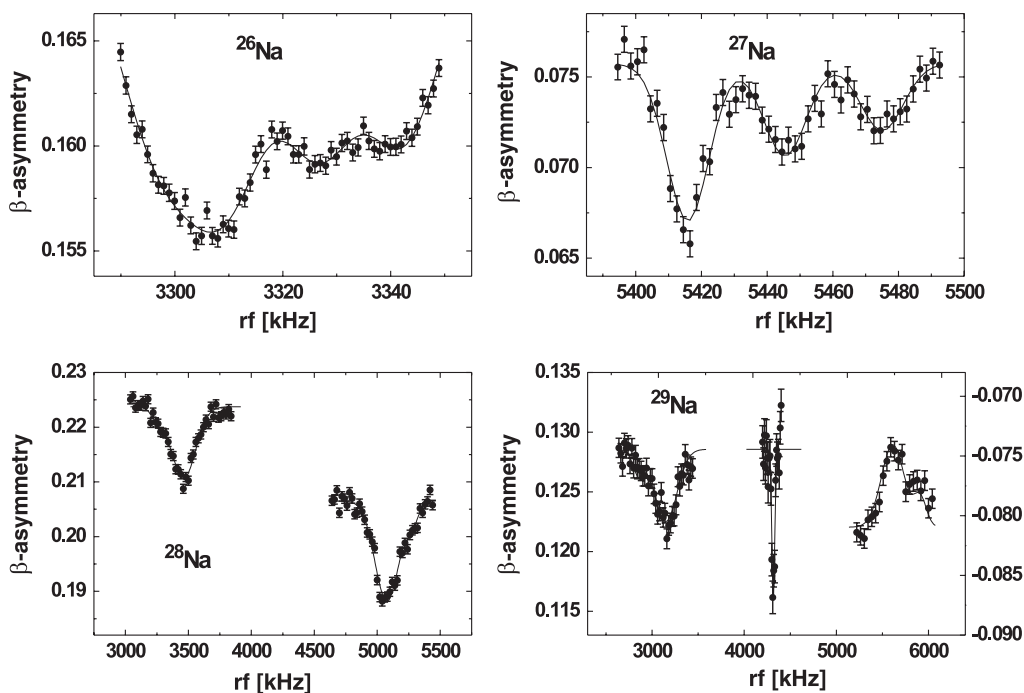 0.165
0.160
0.155
β-asymmetry
²⁶Na
3300 3320 3340
rf [kHz]
0.075
0.070
0.065
β-asymmetry
²⁷Na
5400 5420 5440 5460 5480 5500
rf [kHz]
0.23
0.22
0.21
0.20
0.19
β-asymmetry
²⁸Na
3000 3500 4000 4500 5000 5500
rf [kHz]
0.135
0.130
0.125
0.120
0.115
β-asymmetry
²⁹Na
-0.070
-0.075
-0.080
-0.085
-0.090
3000 4000 5000 6000
rf [kHz]